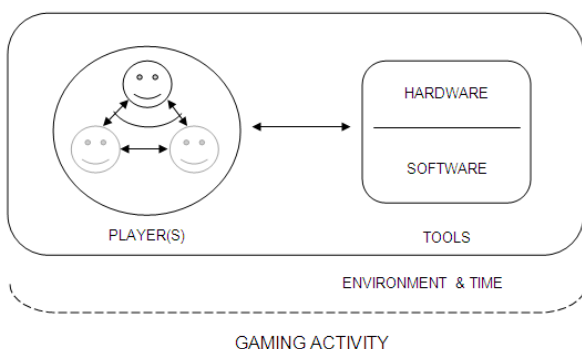 HARDWARE
SOFTWARE
PLAYER(S)
TOOLS
ENVIRONMENT & TIME
GAMING ACTIVITY